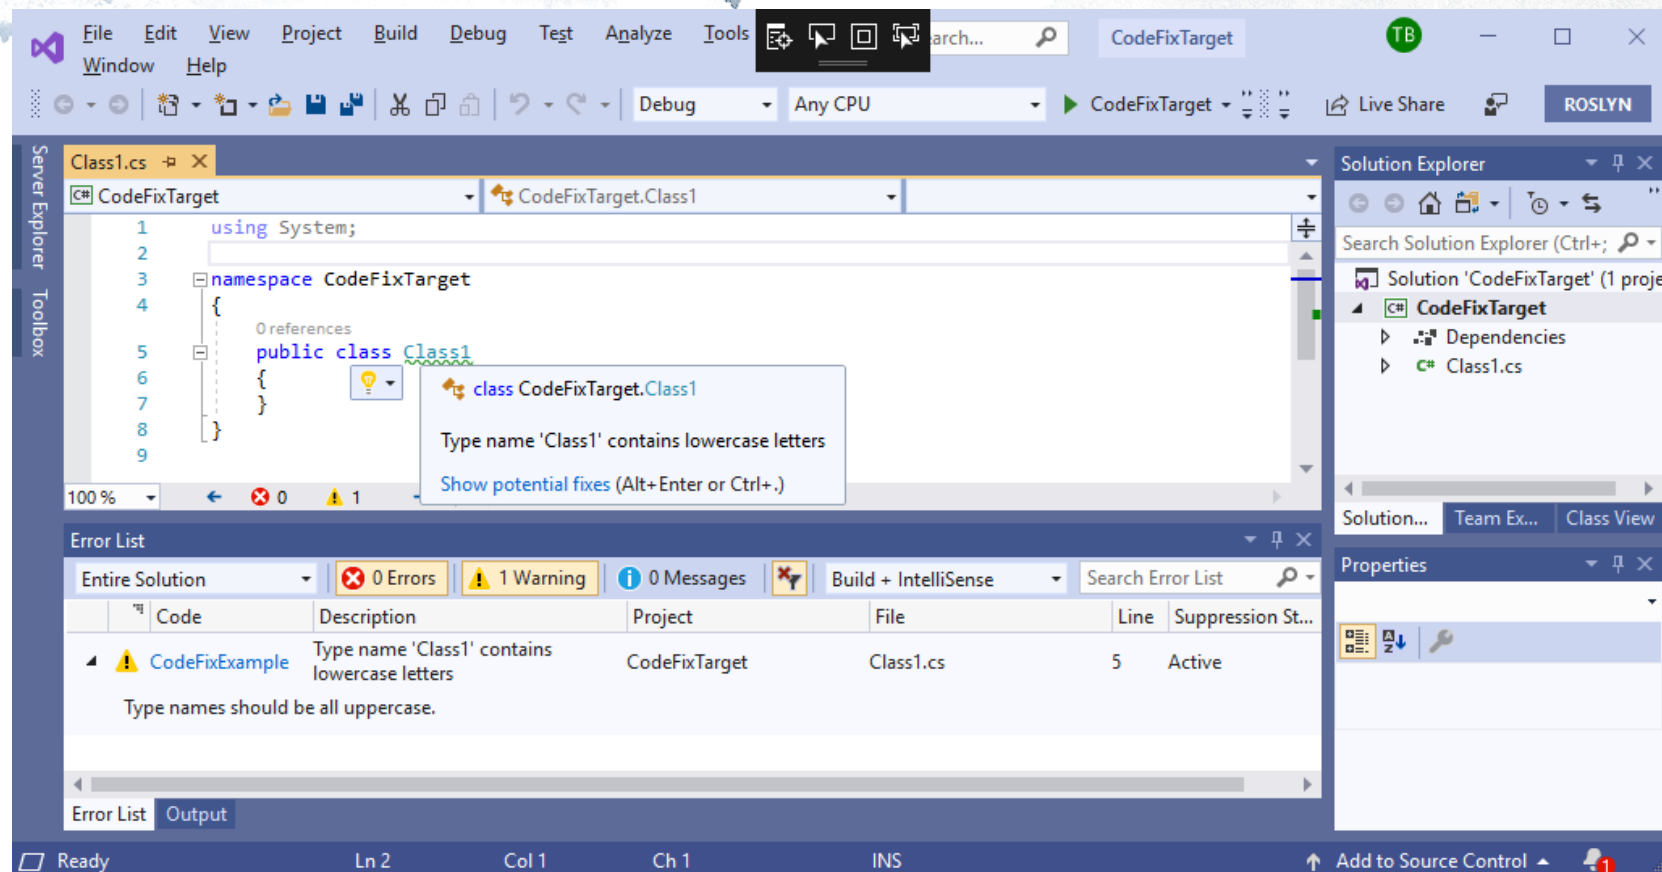 File Edit View Project Build Debug Test Analyze Tools arch... CodeFixTarget TB
Window Help
Debug Any CPU CodeFixTarget Live Share ROSLYN
Server Explorer
Toolbox
Class1.cs
C# CodeFixTarget CodeFixTarget.Class1
1 using System;
2
3 namespace CodeFixTarget
4 {
0 references
5 public class Class1
6 {
7 }
8 }
9
class CodeFixTarget.Class1
Type name 'Class1' contains lowercase letters
Show potential fixes (Alt+Enter or Ctrl+.)
100 % 0 1
Error List
Entire Solution 0 Errors 1 Warning 0 Messages Build + IntelliSense Search Error List
Code Description Project File Line Suppression St...
CodeFixExample Type name 'Class1' contains lowercase letters CodeFixTarget Class1.cs 5 Active
Type names should be all uppercase.
Error List Output
Solution Explorer
Search Solution Explorer (Ctrl+;
Solution 'CodeFixTarget' (1 proje
C# CodeFixTarget
Dependencies
C# Class1.cs
Solution... Team Ex... Class View
Properties
Ready Ln 2 Col 1 Ch 1 INS Add to Source Control 1